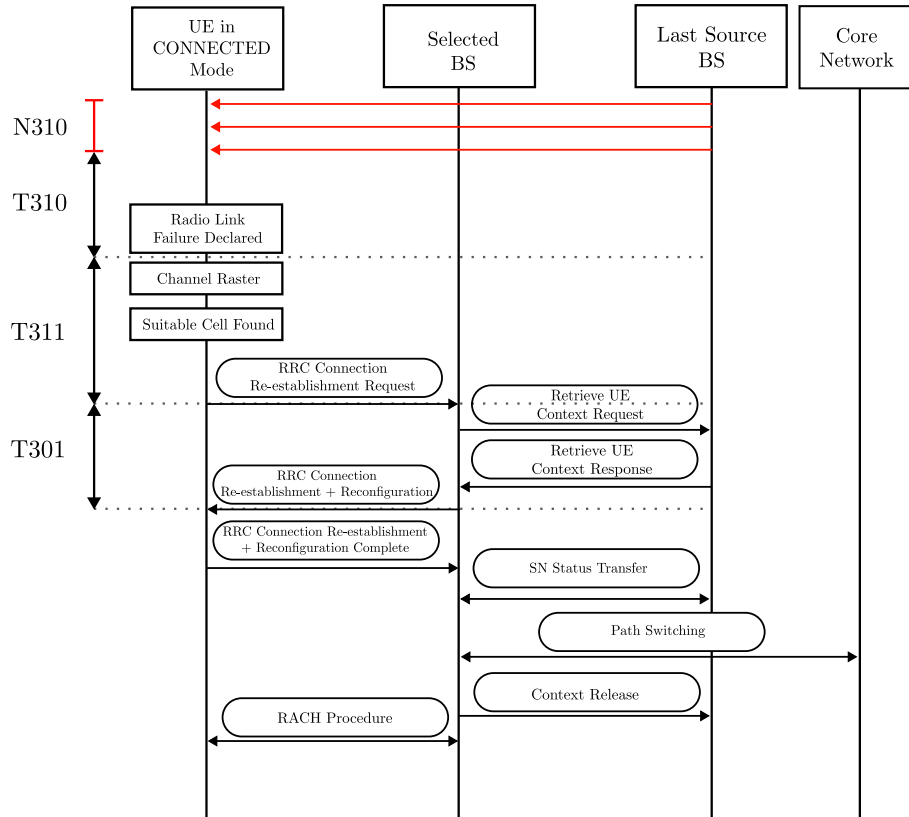 UE in
CONNECTED
Mode
Selected
BS
Last Source
BS
Core
Network
N310
T310
Radio Link
Failure Declared
Channel Raster
T311
Suitable Cell Found
RRC Connection
Re-establishment Request
Retrieve UE
Context Request
T301
Retrieve UE
Context Response
RRC Connection
Re-establishment + Reconfiguration
RRC Connection Re-establishment
+ Reconfiguration Complete
SN Status Transfer
Path Switching
Context Release
RACH Procedure